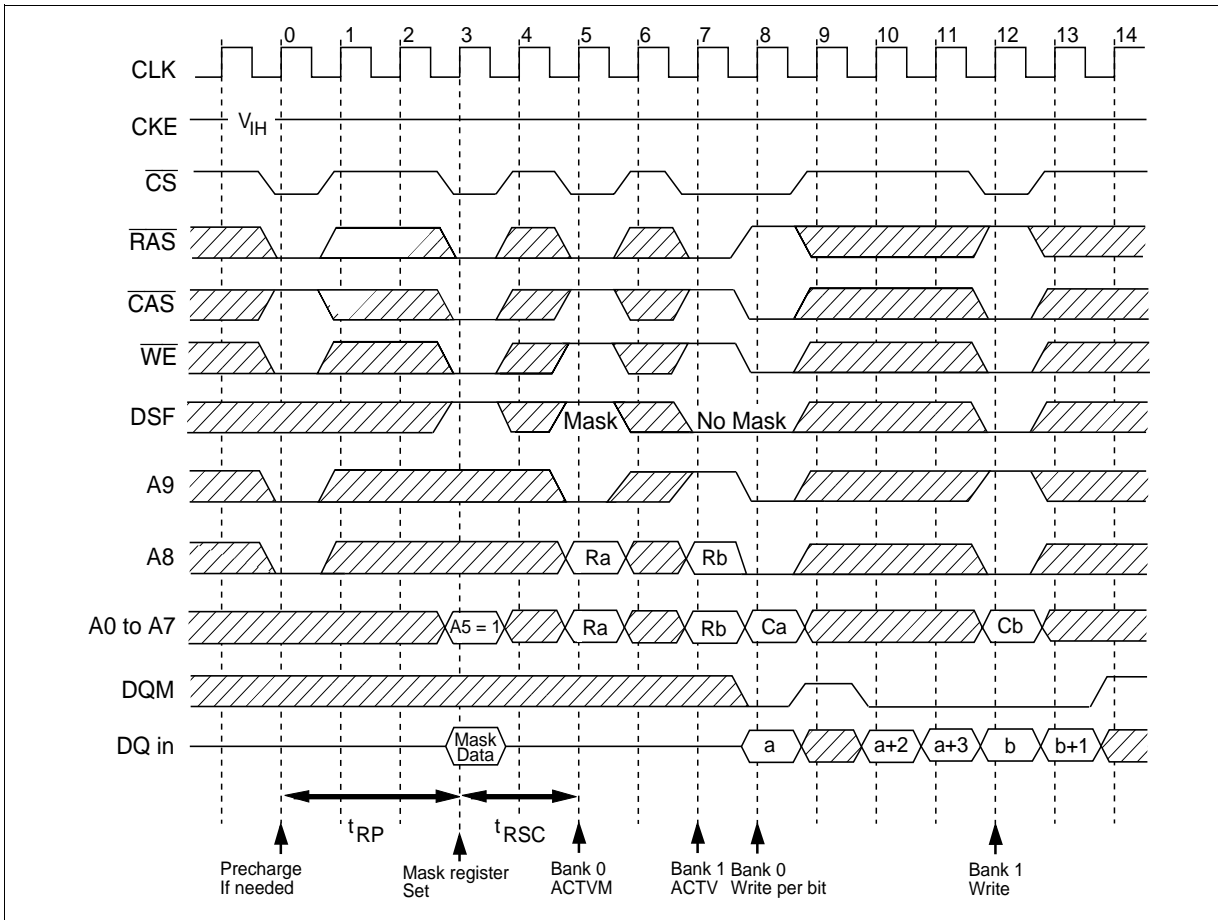 0 1 2 3 4 5 6 7 8 9 10 11 12 13 14
CLK
CKE VIH
CS
RAS
CAS
WE
DSF Mask No Mask
A9
A8 Ra Rb
A0 to A7 A5 = 1 Ra Rb Ca Cb
DQM
DQ in Mask Data a a+2 a+3 b b+1
tRP tRSC
Precharge If needed
Mask register Set
Bank 0 ACTVM
Bank 1 ACTV
Bank 0 Write per bit
Bank 1 Write